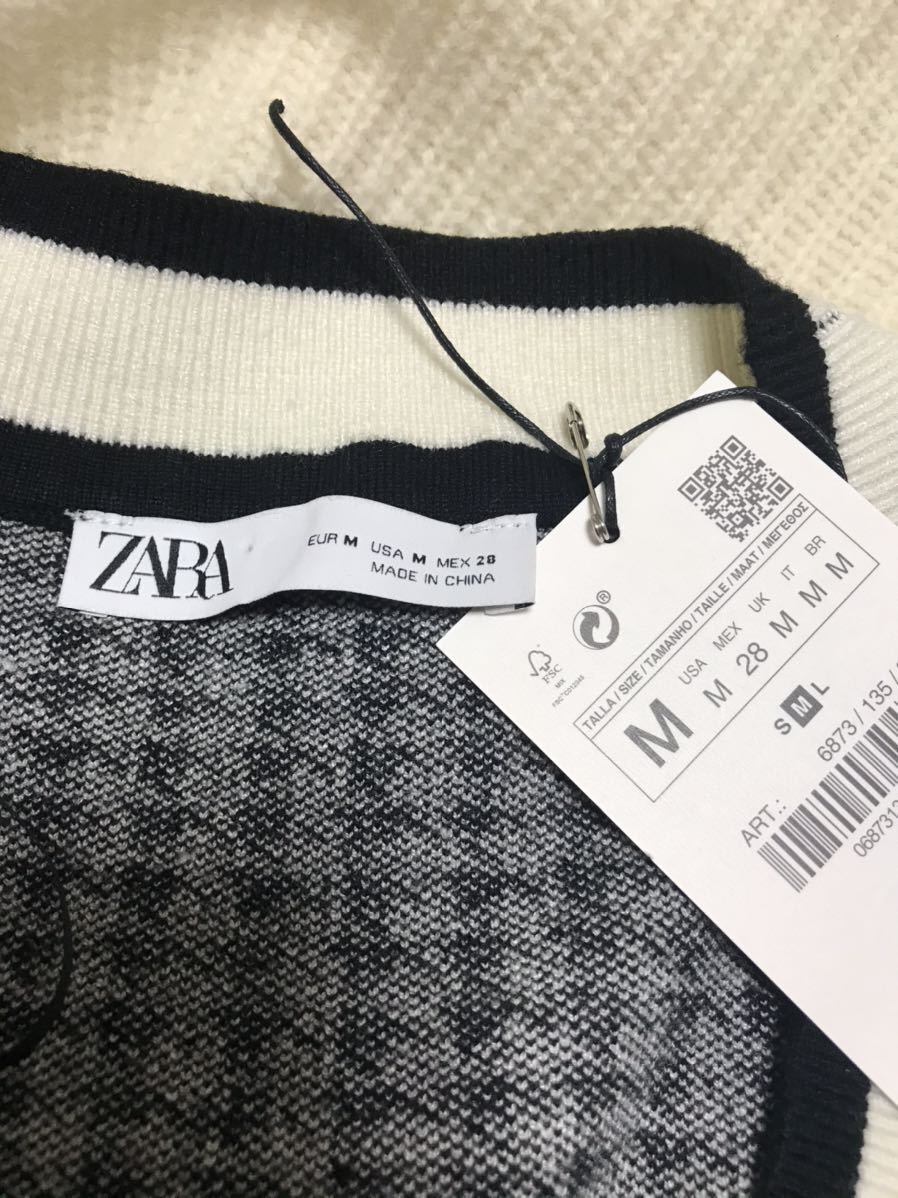 ZARA
EUR M USA M MEX 28
MADE IN CHINA
FSC
MIX
®
TALLA / SIZE / TAMANHO / TAILLE / MAAT / ΜΕΓΕΘΟΣ
USA MEX UK IT BR
M M 28 M M M
S M L
6873 / 135 /
ART.: